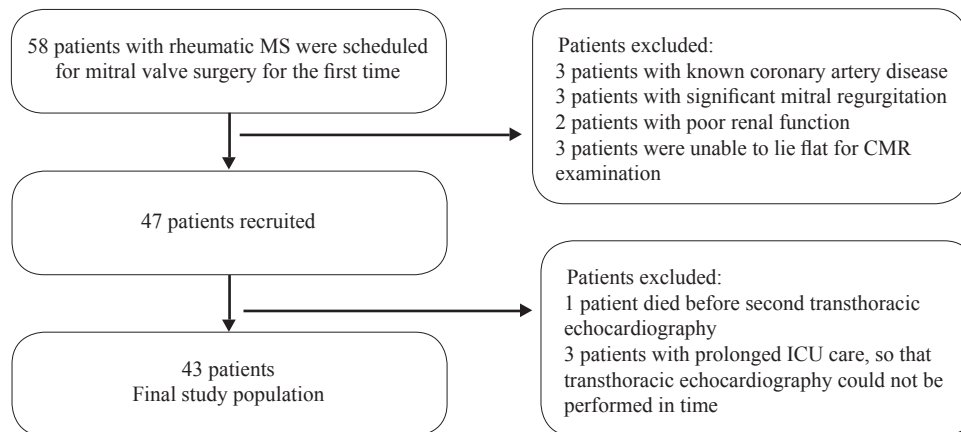 58 patients with rheumatic MS were scheduled
for mitral valve surgery for the first time
Patients excluded:
3 patients with known coronary artery disease
3 patients with significant mitral regurgitation
2 patients with poor renal function
3 patients were unable to lie flat for CMR
examination
47 patients recruited
Patients excluded:
1 patient died before second transthoracic
echocardiography
3 patients with prolonged ICU care, so that
transthoracic echocardiography could not be
performed in time
43 patients
Final study population